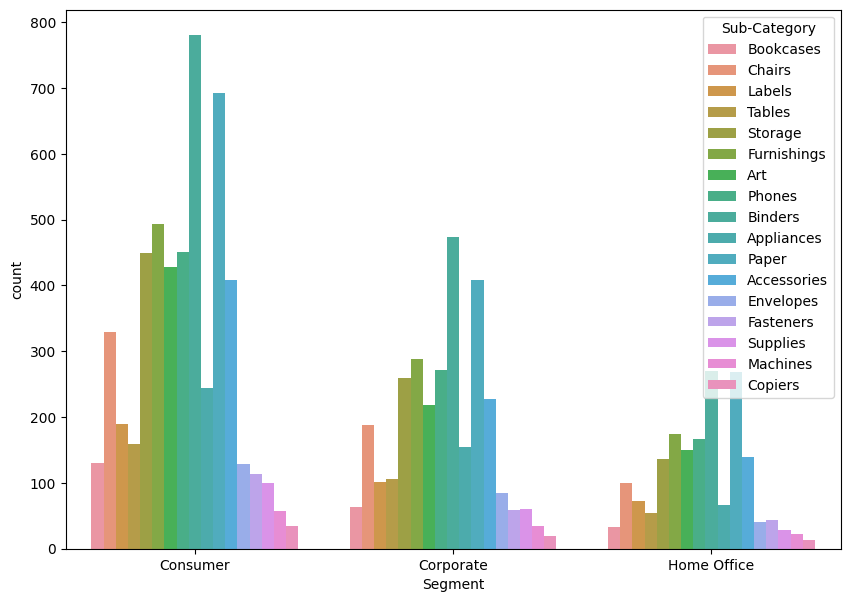 800
700
600
500
400
300
200
100
0
count
Consumer
Corporate
Home Office
Segment
Sub-Category
Bookcases
Chairs
Labels
Tables
Storage
Furnishings
Art
Phones
Binders
Appliances
Paper
Accessories
Envelopes
Fasteners
Supplies
Machines
Copiers